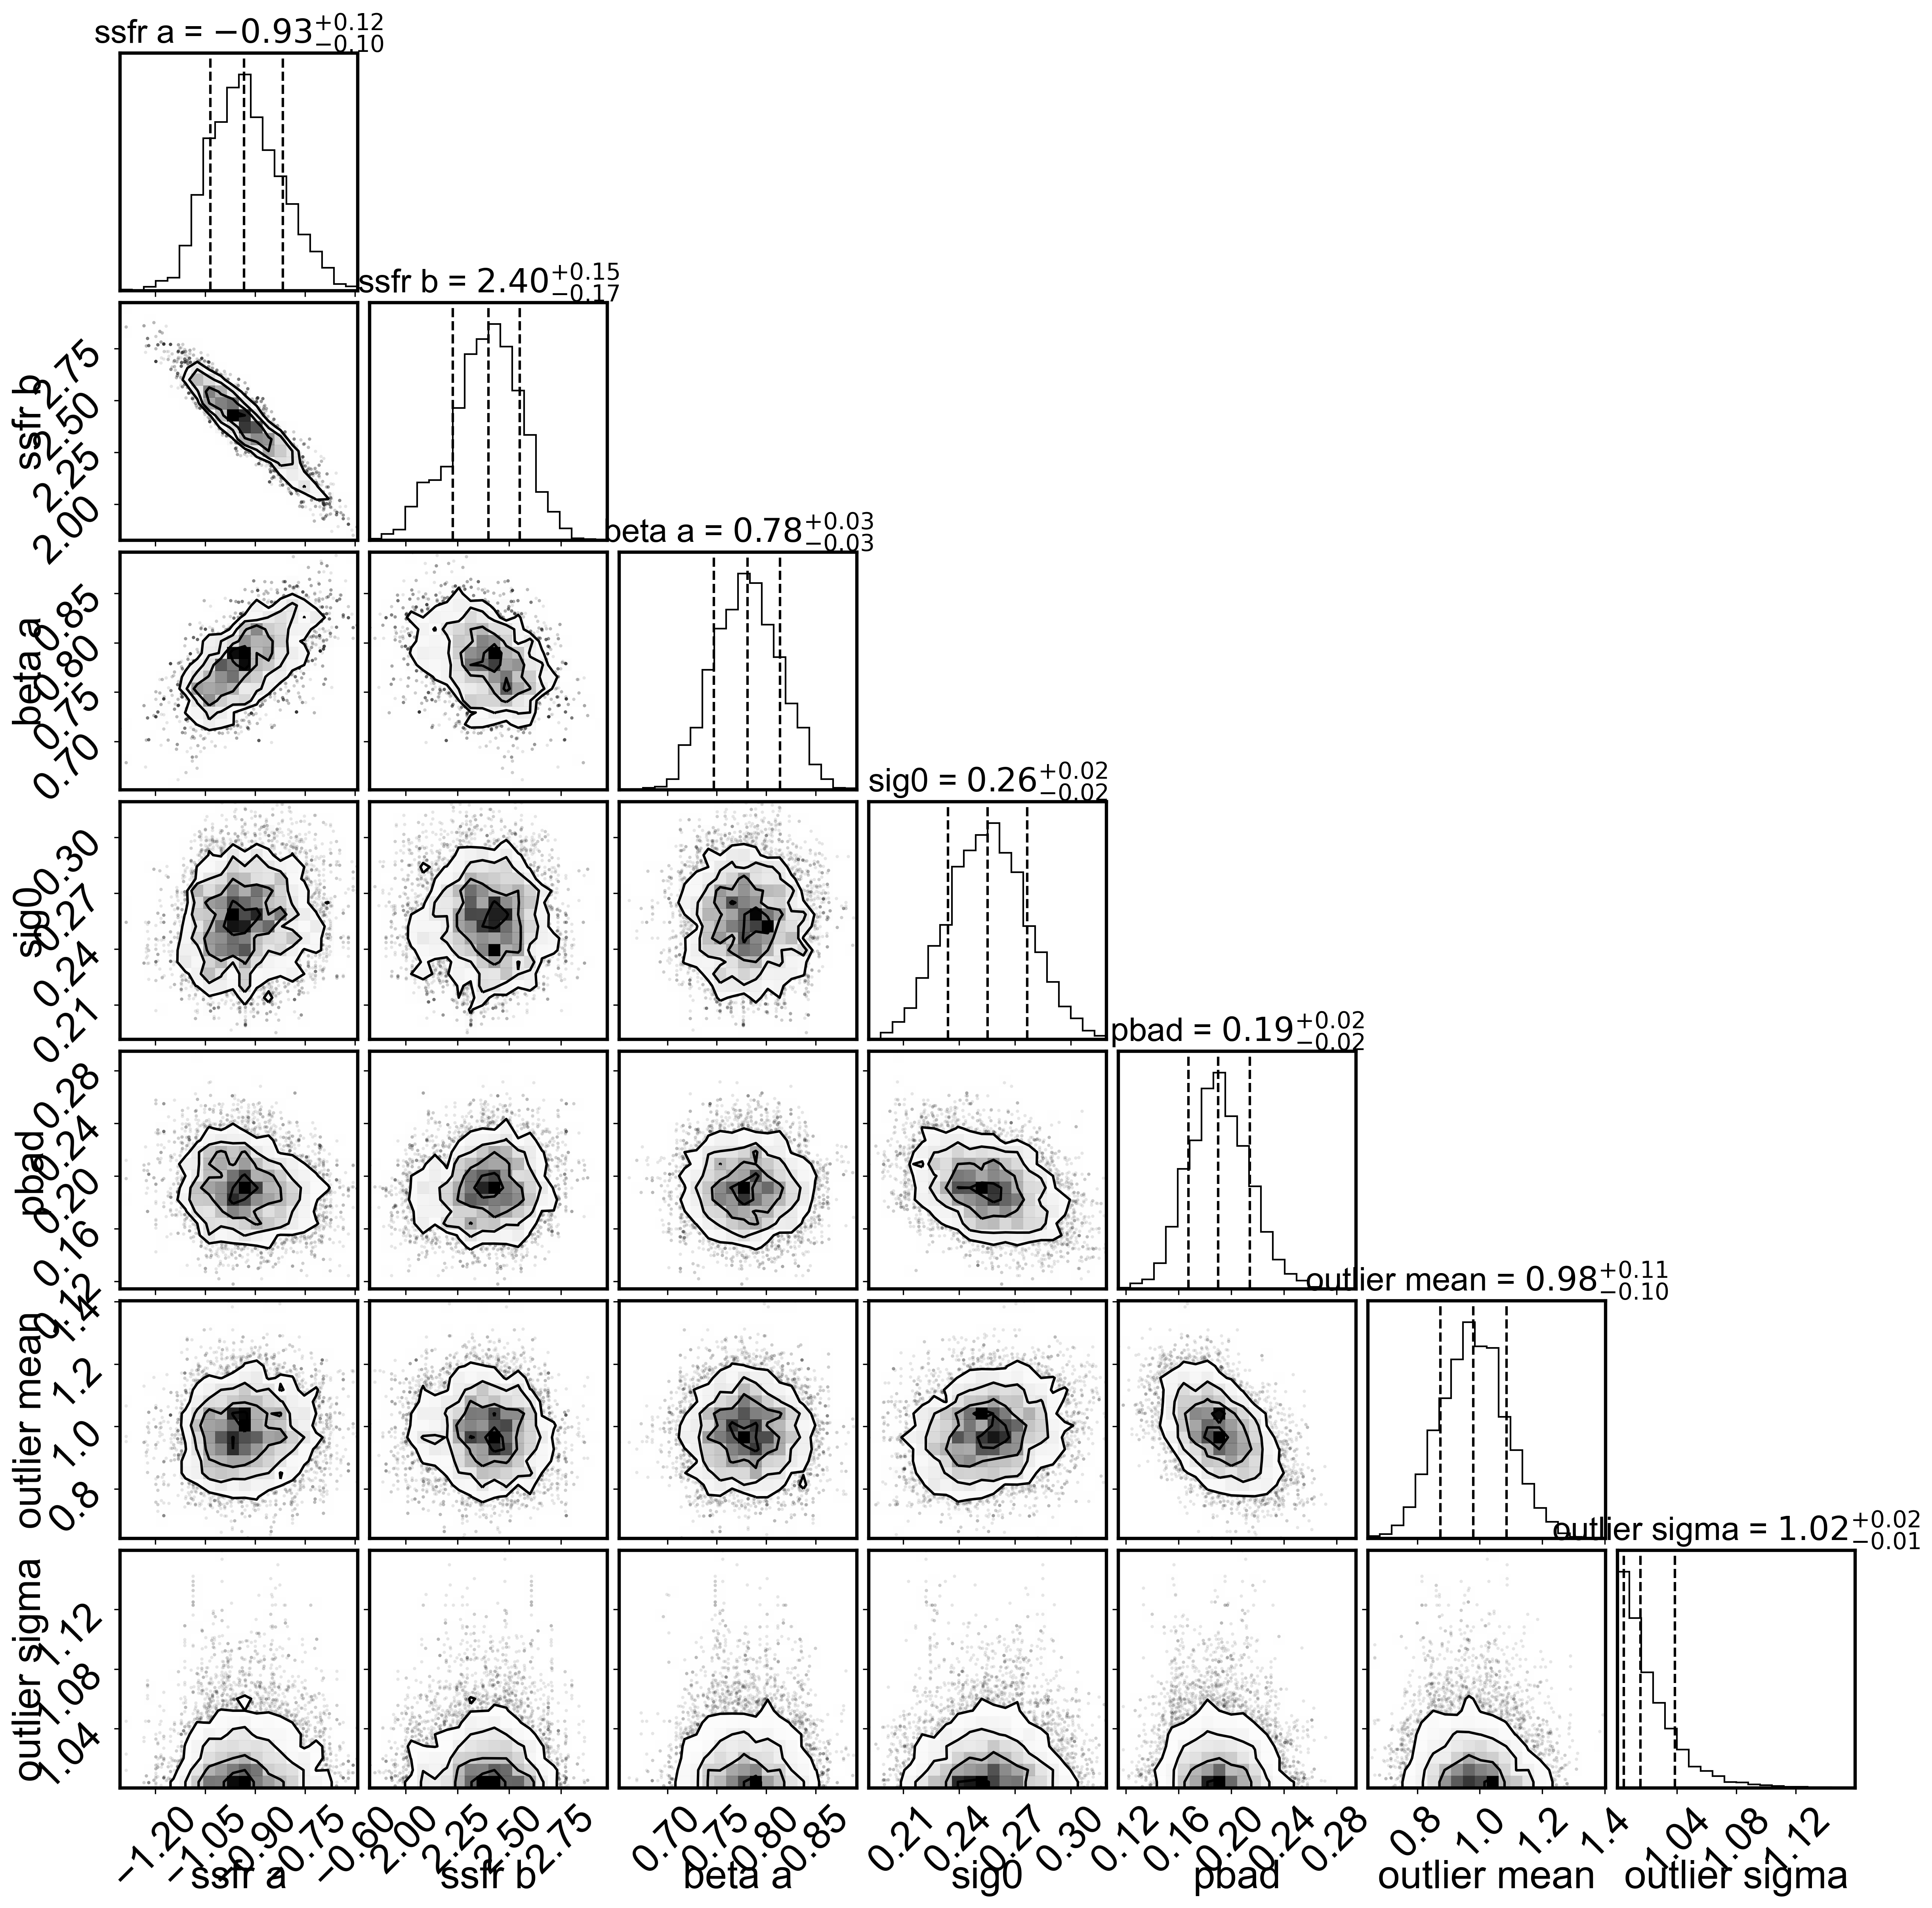 ssfr a = −0.93 +0.12 −0.10
ssfr b = 2.40 +0.15 −0.17
ssfr b
2.75
2.50
2.25
2.00
beta a = 0.78 +0.03 −0.03
beta a
0.85
0.80
0.75
0.70
sig0 = 0.26 +0.02 −0.02
sig0
0.30
0.27
0.24
0.21
pbad = 0.19 +0.02 −0.02
pbad
0.28
0.24
0.20
0.16
0.12
outlier mean = 0.98 +0.11 −0.10
outlier mean
1.4
1.2
1.0
0.8
outlier sigma = 1.02 +0.02 −0.01
outlier sigma
1.12
1.08
1.04
−1.20 −1.05 −0.90 −0.75 −0.60
2.00 2.25 2.50 2.75
0.70 0.75 0.80 0.85
0.21 0.24 0.27 0.30
0.12 0.16 0.20 0.24 0.28
0.8 1.0 1.2 1.4
1.04 1.08 1.12
ssfr a ssfr b beta a sig0 pbad outlier mean outlier sigma